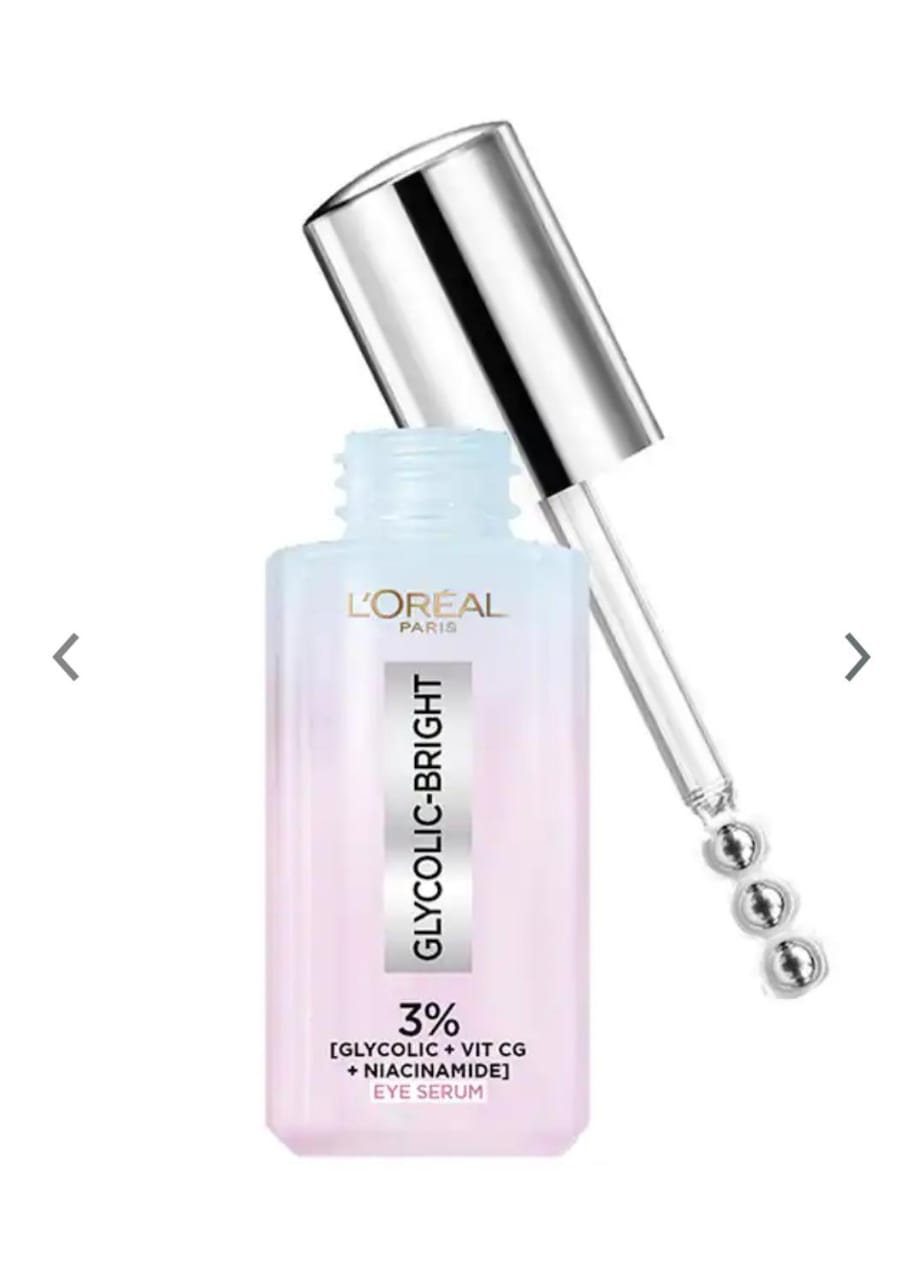 L'ORÉAL
PARIS
GLYCOLIC-BRIGHT
3%
[GLYCOLIC + VIT CG
+ NIACINAMIDE]
EYE SERUM